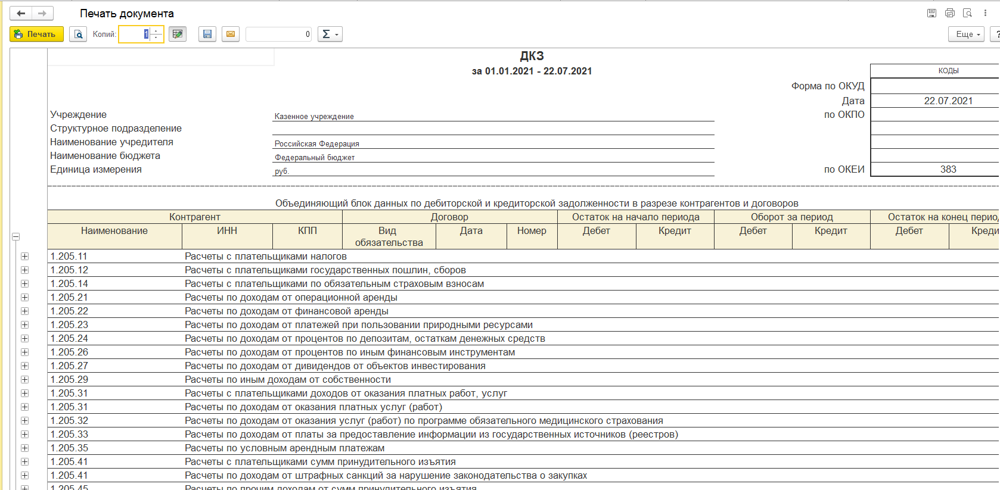 Печать документа
Печать Копий: 1 0 Σ Еще ?
ДКЗ
за 01.01.2021 - 22.07.2021
КОДЫ
Форма по ОКУД
Дата 22.07.2021
Учреждение Казенное учреждение по ОКПО
Структурное подразделение
Наименование учредителя Российская Федерация
Наименование бюджета Федеральный бюджет
Единица измерения руб. по ОКЕИ 383
Объединяющий блок данных по дебиторской и кредиторской задолженности в разрезе контрагентов и договоров
Контрагент Договор Остаток на начало периода Оборот за период Остаток на конец перио
Наименование ИНН КПП Вид обязательства Дата Номер Дебет Кредит Дебет Кредит Дебет Креди
1.205.11 Расчеты с плательщиками налогов
1.205.12 Расчеты с плательщиками государственных пошлин, сборов
1.205.14 Расчеты с плательщиками по обязательным страховым взносам
1.205.21 Расчеты по доходам от операционной аренды
1.205.22 Расчеты по доходам от финансовой аренды
1.205.23 Расчеты по доходам от платежей при пользовании природными ресурсами
1.205.24 Расчеты по доходам от процентов по депозитам, остаткам денежных средств
1.205.26 Расчеты по доходам от процентов по иным финансовым инструментам
1.205.27 Расчеты по доходам от дивидендов от объектов инвестирования
1.205.29 Расчеты по иным доходам от собственности
1.205.31 Расчеты с плательщиками доходов от оказания платных работ, услуг
1.205.31 Расчеты по доходам от оказания платных услуг (работ)
1.205.32 Расчеты по доходам от оказания услуг (работ) по программе обязательного медицинского страхования
1.205.33 Расчеты по доходам от платы за предоставление информации из государственных источников (реестров)
1.205.35 Расчеты по условным арендным платежам
1.205.41 Расчеты с плательщиками сумм принудительного изъятия
1.205.41 Расчеты по доходам от штрафных санкций за нарушение законодательства о закупках
1.205.45 Расчеты по прочим доходам от сумм принудительного изъятия